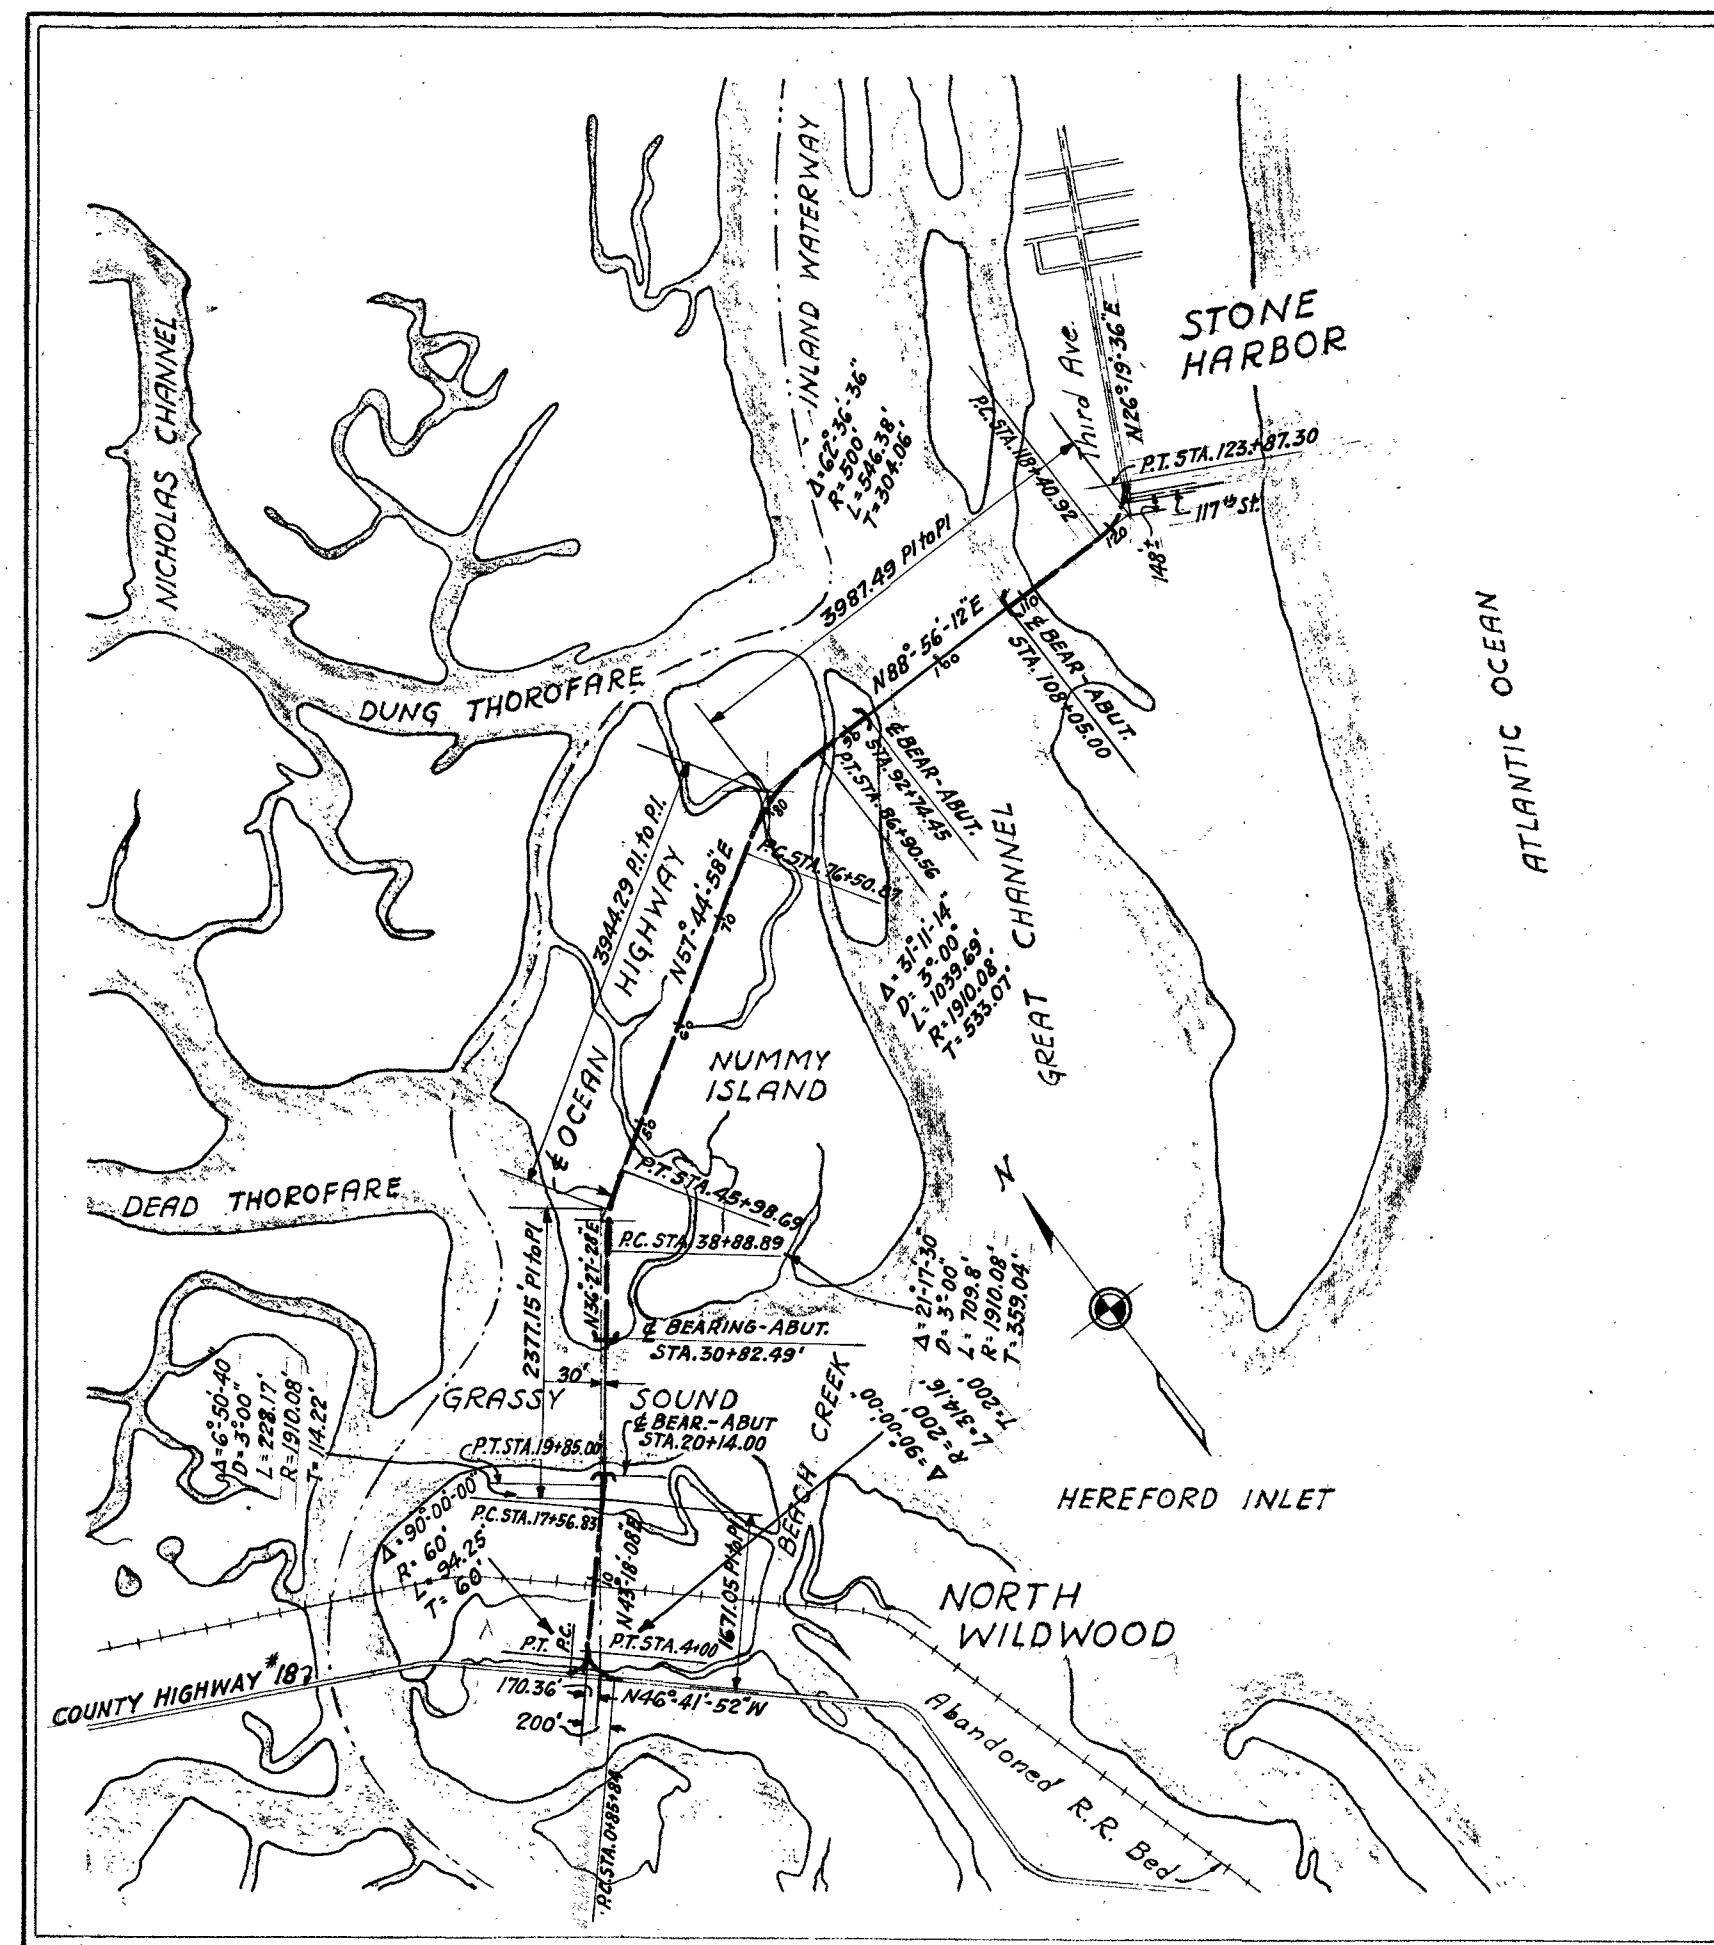 INLAND WATERWAY
NICHOLAS CHANNEL
STONE
HARBOR
Third Ave.
N26°-19'-36"E
P.C. STA. 118+40.92
P.T. STA. 123+87.30
117th St.
148'±
120
Δ=62°-36'-36"
R=500'
L=546.38'
T=304.06'
3987.49 PI to PI
N88°-56'-12"E
110
100
90
80
70
60
50
10
₵ BEAR-ABUT.
STA. 108+05.00
ATLANTIC OCEAN
DUNG THOROFARE
₵ BEAR-ABUT.
STA. 92+74.45
P.T. STA. 86+90.56
P.C. STA. 76+50.87
3944.29 P.I. to P.I.
₵ OCEAN HIGHWAY
N57°-44'-58"E
Δ=31°-11'-14"
D=3°-00"
L=1039.69'
R=1910.08'
T=533.07'
GREAT CHANNEL
NUMMY
ISLAND
N
DEAD THOROFARE
P.T. STA. 45+98.69
P.C. STA. 38+88.89
2377.15' PI to PI
N36°-27'-28"E
Δ=21°-17'-30"
D=3°-00"
L=709.8'
R=1910.08'
T=359.04'
₵ BEARING-ABUT.
STA. 30+82.49'
30'
GRASSY SOUND
₵ BEAR.-ABUT
STA. 20+14.00
BEACH CREEK
Δ=90°-00'-00"
R=200'
L=314.16'
T=200'
Δ=6°-50'-40
D=3°-00"
L=228.17'
R=1910.08'
T=114.22'
P.T. STA. 19+85.00
P.C. STA. 17+56.83
HEREFORD INLET
Δ=90°-00'-00"
R=60'
L=94.25'
T=60'
N43°-18'-08"E
1671.05 PI to PI
NORTH
WILDWOOD
P.T. P.C.
P.T. STA. 4+00
COUNTY HIGHWAY #187
170.36'
N46°-41'-52"W
200'
P.C. STA. 0+85+84
Abandoned R.R. Bed